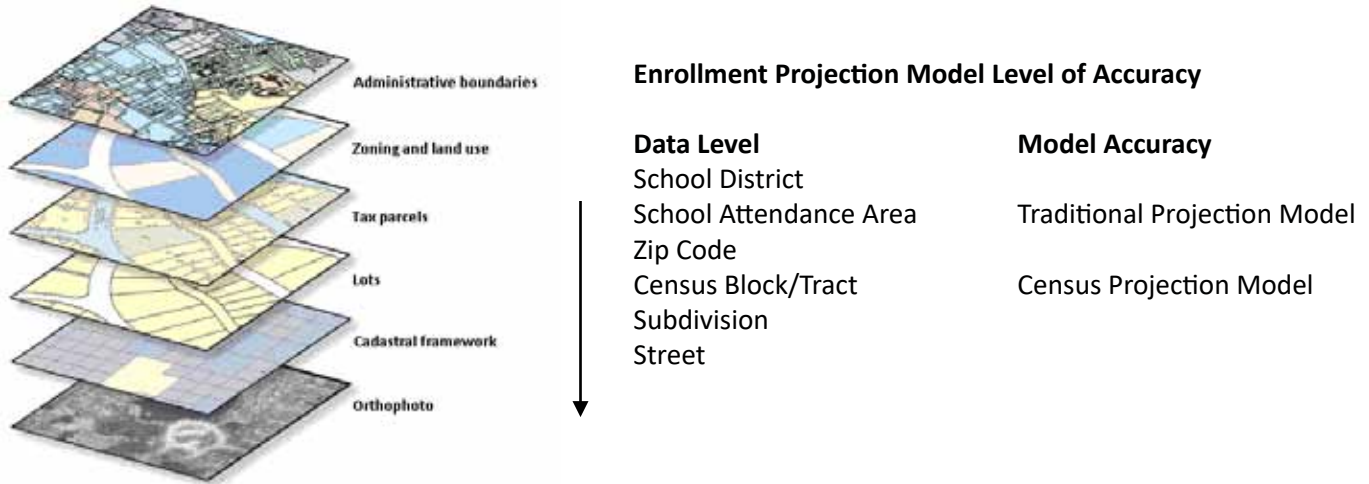 Administrative boundaries
Zoning and land use
Tax parcels
Lots
Cadastral framework
Orthophoto
Enrollment Projection Model Level of Accuracy
Data Level Model Accuracy
School District
School Attendance Area Traditional Projection Model
Zip Code
Census Block/Tract Census Projection Model
Subdivision
Street